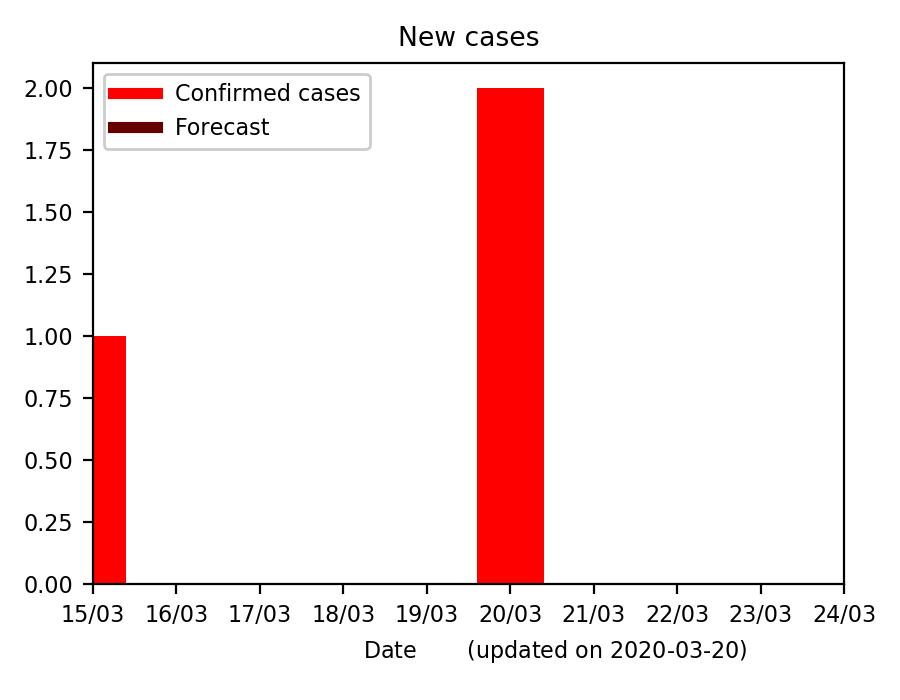 New cases
Confirmed cases
Forecast
2.00
1.75
1.50
1.25
1.00
0.75
0.50
0.25
0.00
15/03 16/03 17/03 18/03 19/03 20/03 21/03 22/03 23/03 24/03
Date (updated on 2020-03-20)